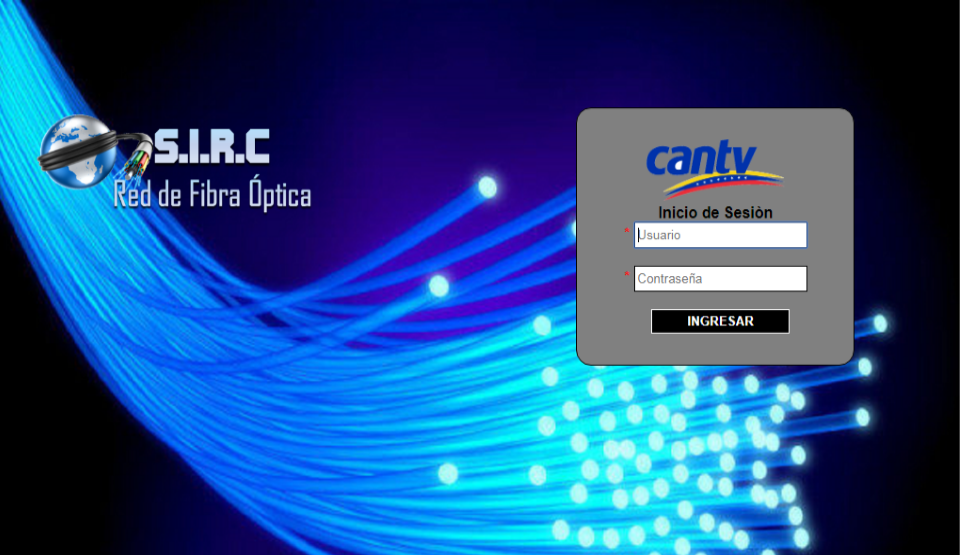 S.I.R.C
Red de Fibra Óptica
cantv
Inicio de Sesión
* Usuario
* Contraseña
INGRESAR